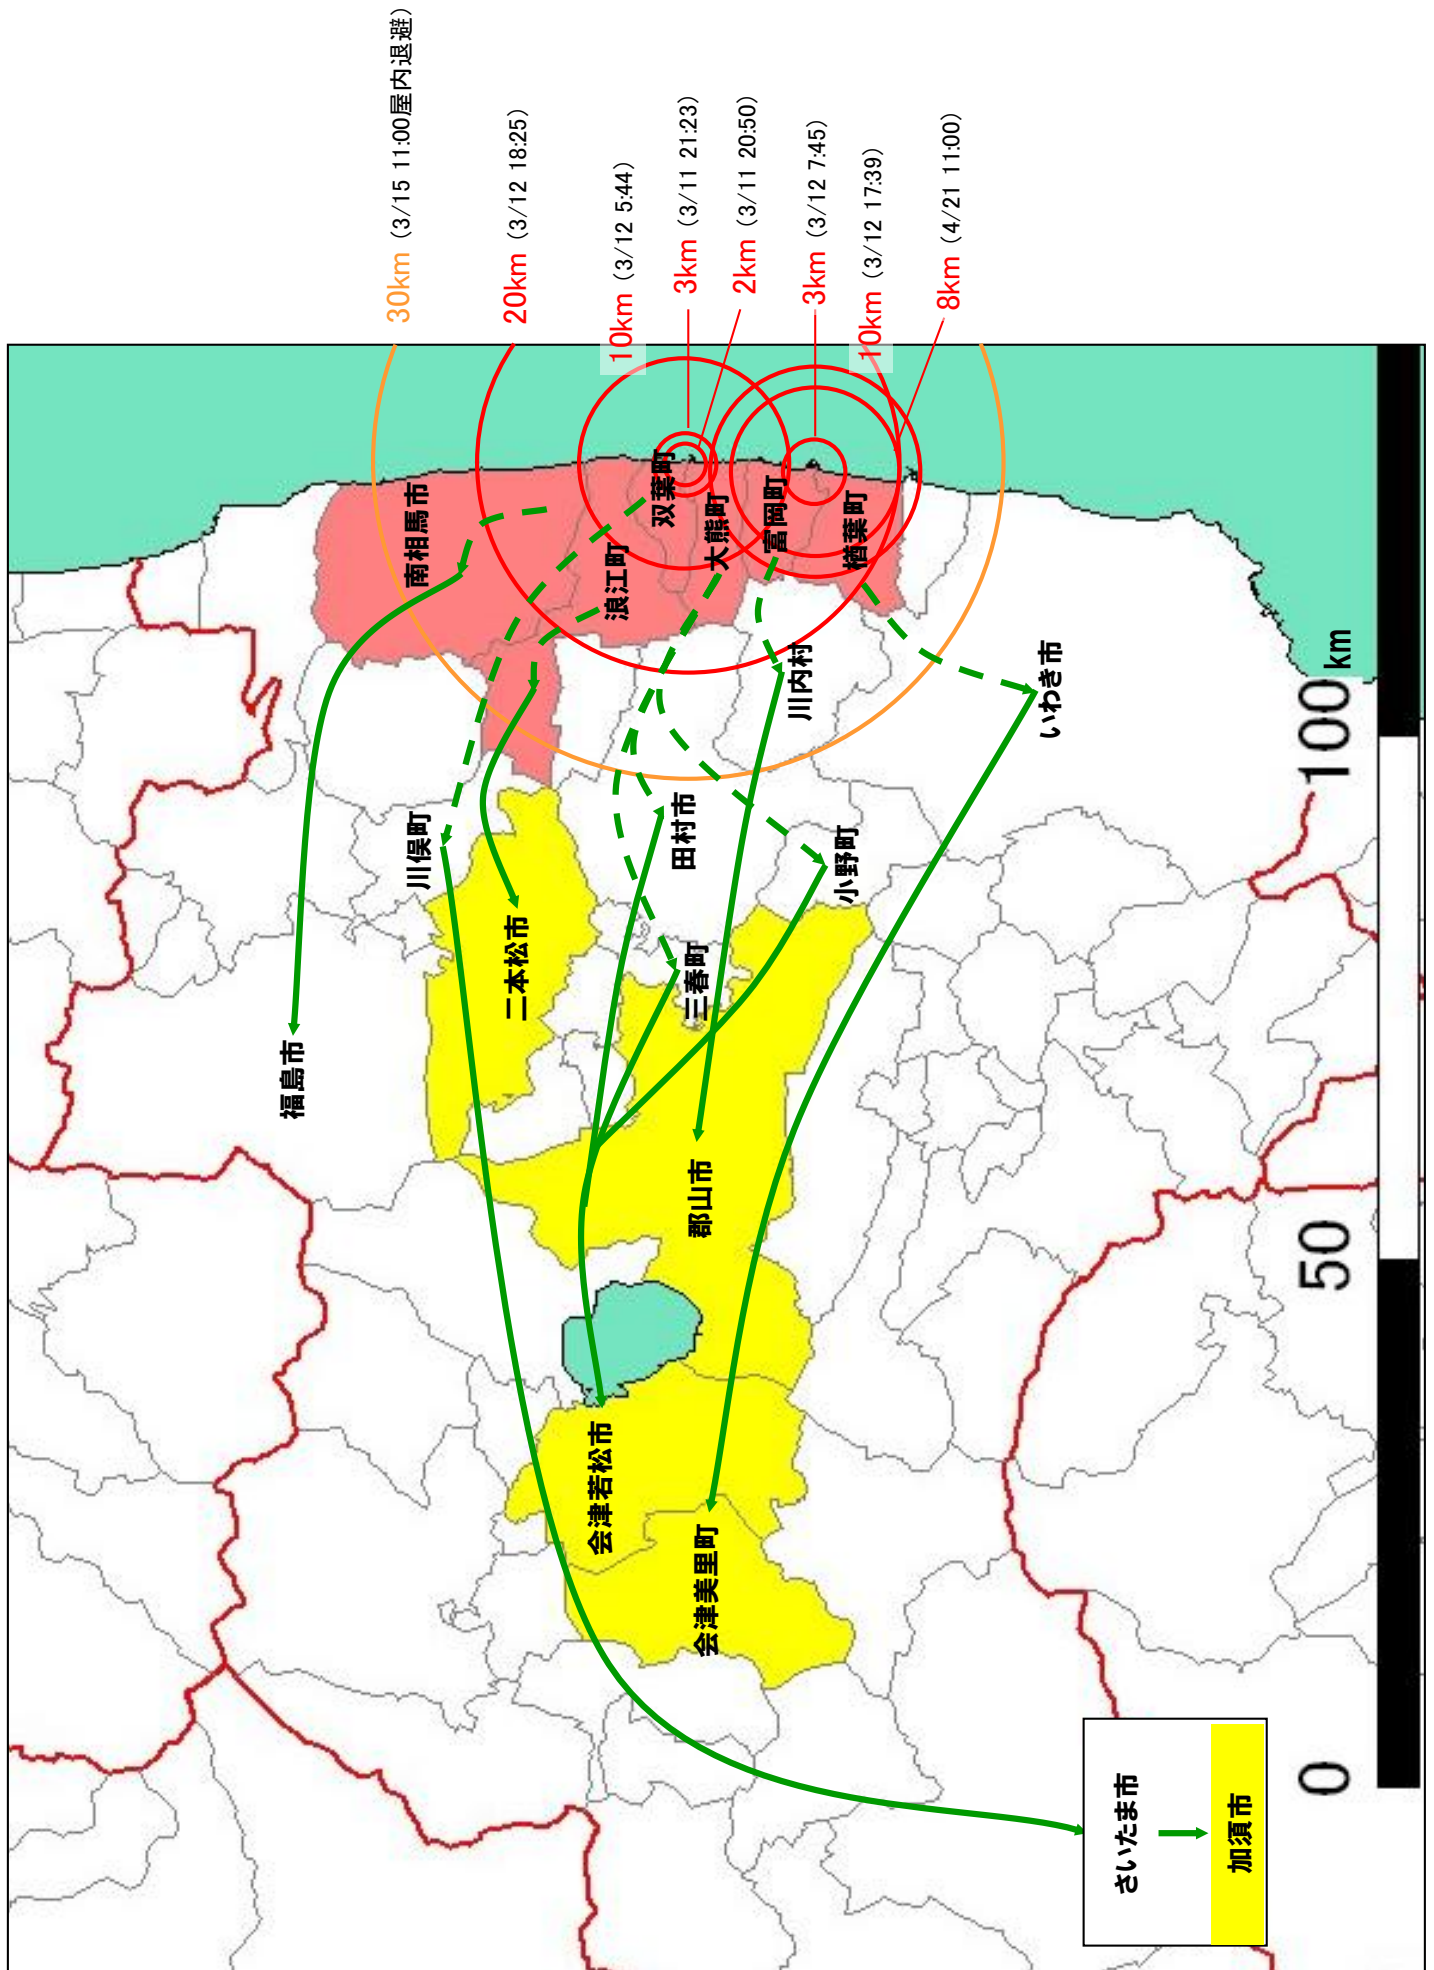 30km（3/15 11:00屋内退避）
20km（3/12 18:25）
10km（3/12 5:44）
3km（3/11 21:23）
2km（3/11 20:50）
3km（3/12 7:45）
10km（3/12 17:39）
8km（4/21 11:00）
南相馬市
双葉町
浪江町
大熊町
富岡町
楢葉町
川内村
いわき市
川俣町
田村市
小野町
二本松市
三春町
福島市
郡山市
会津若松市
会津美里町
さいたま市
加須市
0
50
100km